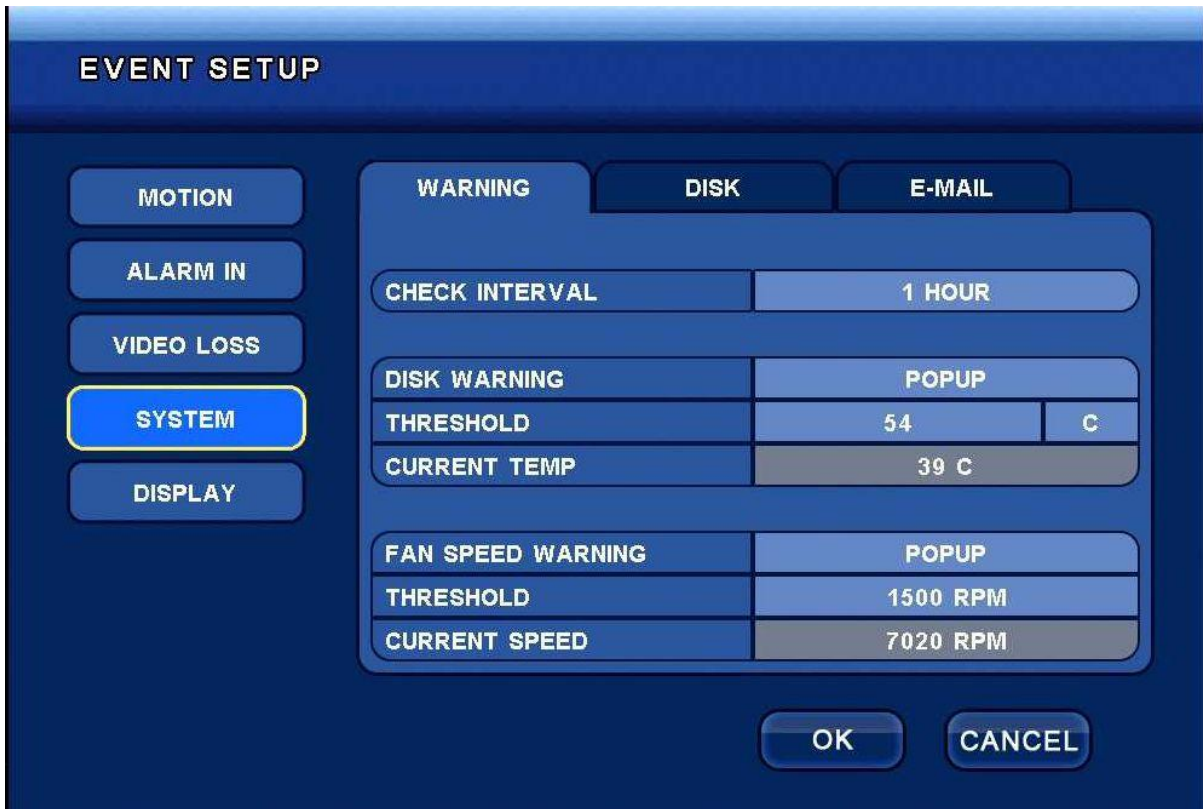 EVENT SETUP
MOTION
ALARM IN
VIDEO LOSS
SYSTEM
DISPLAY
WARNING DISK E-MAIL
CHECK INTERVAL 1 HOUR
DISK WARNING POPUP
THRESHOLD 54 C
CURRENT TEMP 39 C
FAN SPEED WARNING POPUP
THRESHOLD 1500 RPM
CURRENT SPEED 7020 RPM
OK CANCEL